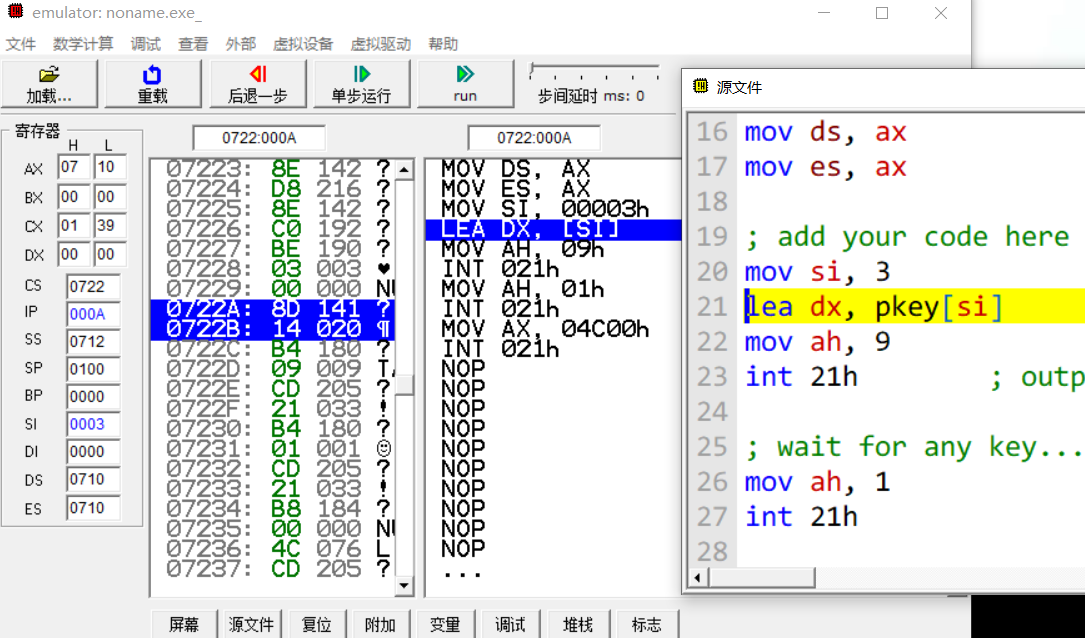 emulator: noname.exe_
文件 数学计算 调试 查看 外部 虚拟设备 虚拟驱动 帮助
加载... 重载 后退一步 单步运行 run 步间延时 ms: 0
寄存器
H L
AX 07 10
BX 00 00
CX 01 39
DX 00 00
CS 0722
IP 000A
SS 0712
SP 0100
BP 0000
SI 0003
DI 0000
DS 0710
ES 0710
0722:000A
07223: 8E 142 ?
07224: D8 216 ?
07225: 8E 142 ?
07226: C0 192 ?
07227: BE 190 ?
07228: 03 003 ♥
07229: 00 000 NU
0722A: 8D 141 ?
0722B: 14 020 ¶
0722C: B4 180 ?
0722D: 09 009 TA
0722E: CD 205 ?
0722F: 21 033 !
07230: B4 180 ?
07231: 01 001 ☺
07232: CD 205 ?
07233: 21 033 !
07234: B8 184 ?
07235: 00 000 NU
07236: 4C 076 L
07237: CD 205 ?
0722:000A
MOV DS, AX
MOV ES, AX
MOV SI, 00003h
LEA DX, [SI]
MOV AH, 09h
INT 021h
MOV AH, 01h
INT 021h
MOV AX, 04C00h
INT 021h
NOP
NOP
NOP
NOP
NOP
NOP
NOP
NOP
NOP
NOP
...
屏幕 源文件 复位 附加 变量 调试 堆栈 标志
源文件
16 mov ds, ax
17 mov es, ax
18
19 ; add your code here
20 mov si, 3
21 lea dx, pkey[si]
22 mov ah, 9
23 int 21h ; outp
24
25 ; wait for any key...
26 mov ah, 1
27 int 21h
28